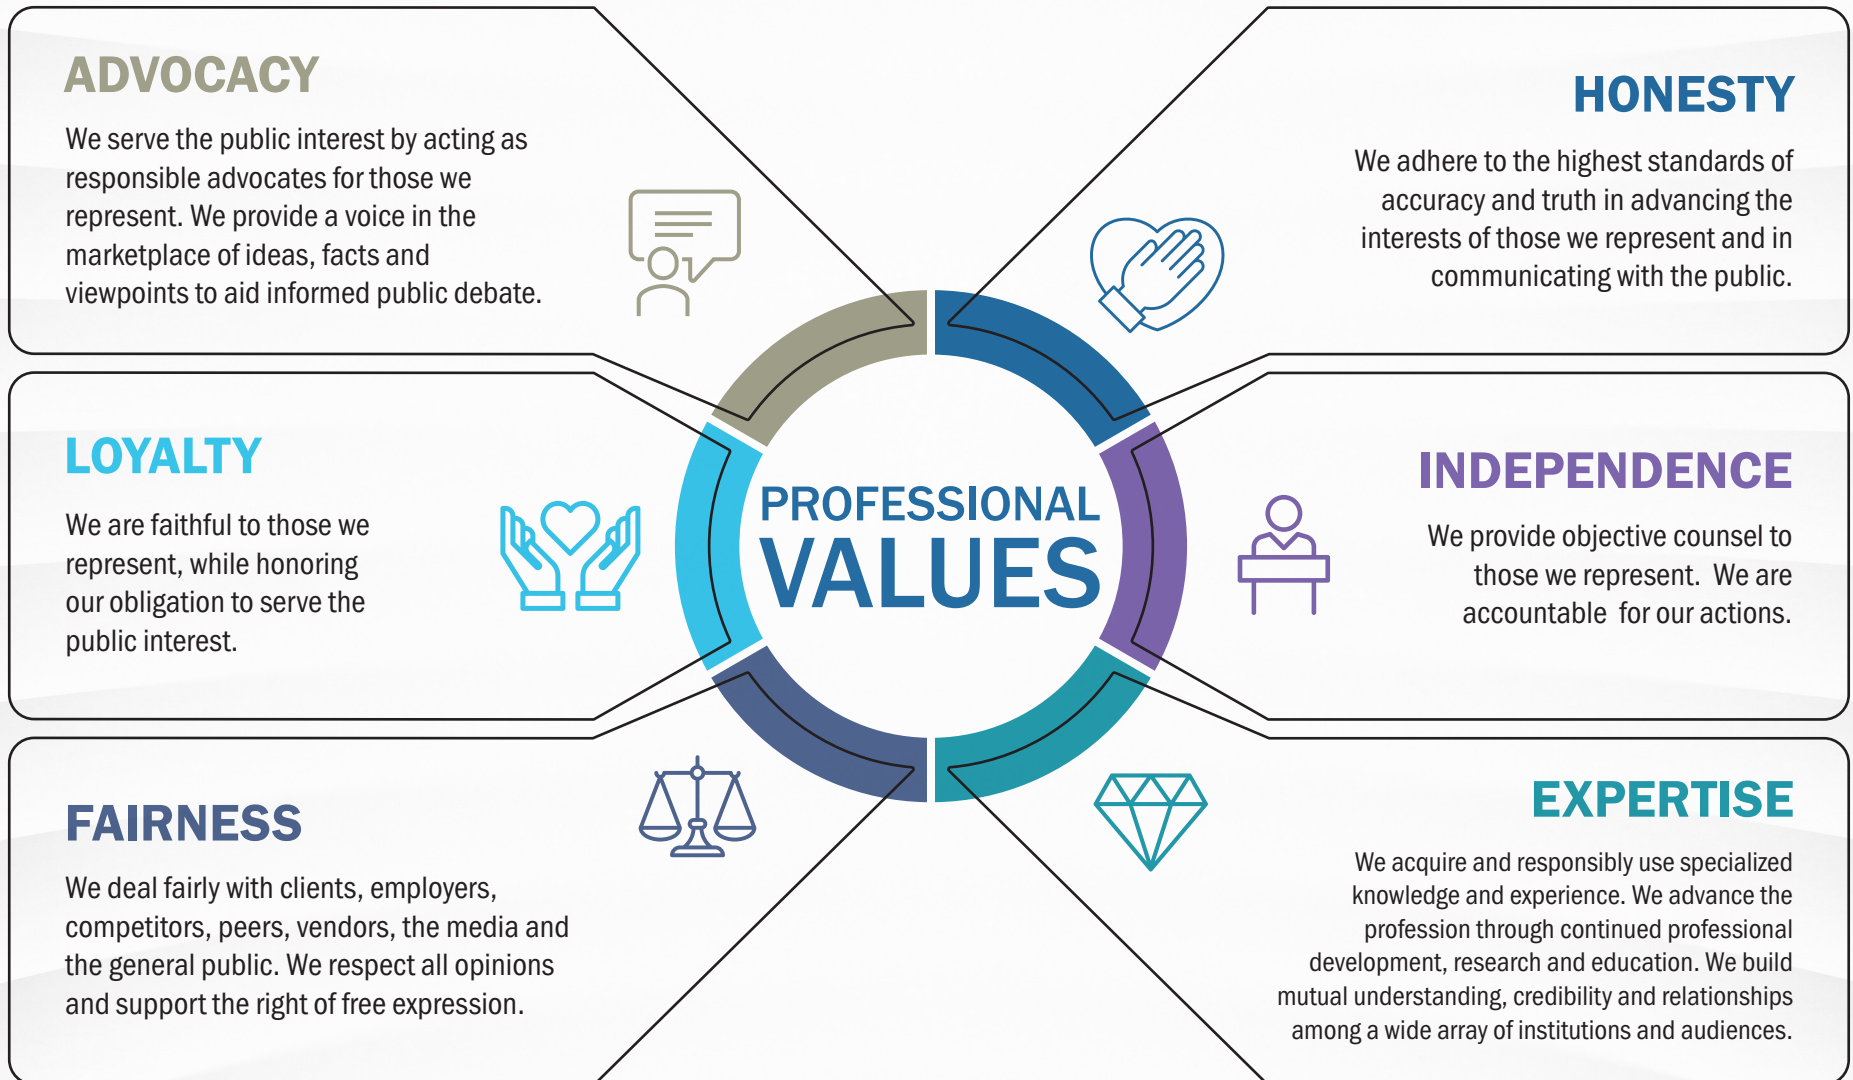 ADVOCACY
We serve the public interest by acting as
responsible advocates for those we
represent. We provide a voice in the
marketplace of ideas, facts and
viewpoints to aid informed public debate.
HONESTY
We adhere to the highest standards of
accuracy and truth in advancing the
interests of those we represent and in
communicating with the public.
LOYALTY
We are faithful to those we
represent, while honoring
our obligation to serve the
public interest.
PROFESSIONAL
VALUES
INDEPENDENCE
We provide objective counsel to
those we represent.  We are
accountable  for our actions.
FAIRNESS
We deal fairly with clients, employers,
competitors, peers, vendors, the media and
the general public. We respect all opinions
and support the right of free expression.
EXPERTISE
We acquire and responsibly use specialized
knowledge and experience. We advance the
profession through continued professional
development, research and education. We build
mutual understanding, credibility and relationships
among a wide array of institutions and audiences.